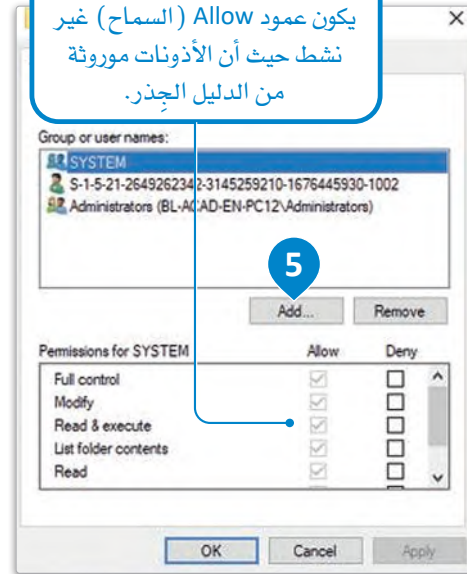 يكون عمود Allow (السماح) غير
نشط حيث أن الأذونات موروثة
من الدليل الجِذر.
Group or user names:
SYSTEM
S-1-5-21-2649262342-3145259210-1676445930-1002
Administrators (BL-ACAD-EN-PC12\Administrators)
5
Add... Remove
Permissions for SYSTEM Allow Deny
Full control
Modify
Read & execute
List folder contents
Read
OK Cancel Apply